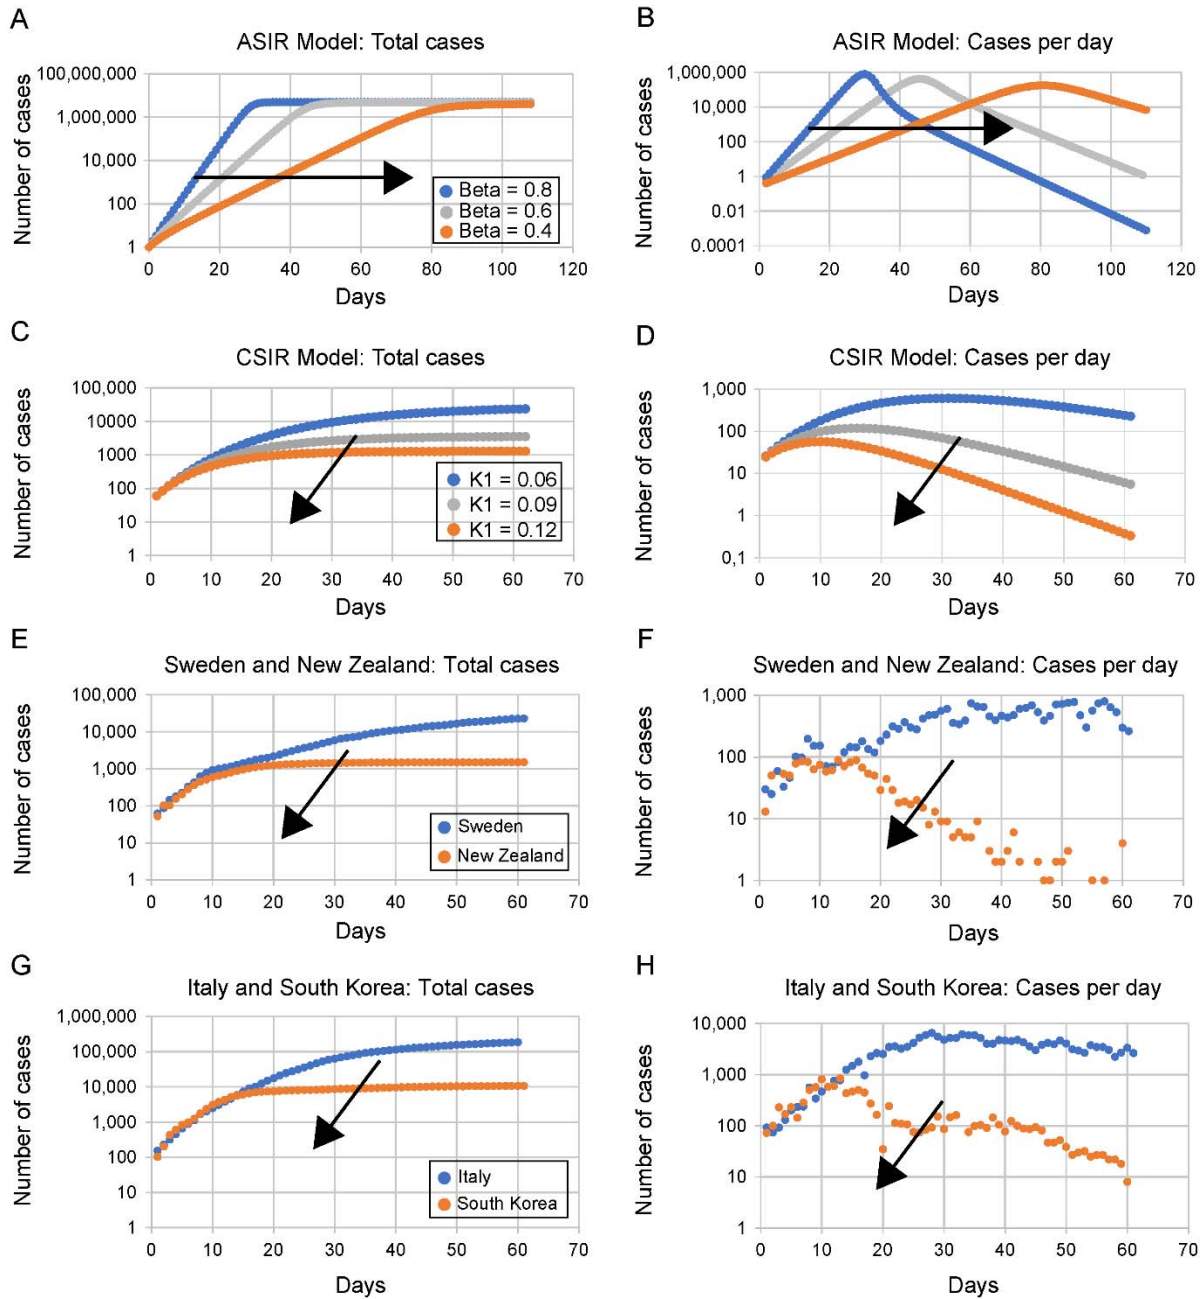 A
ASIR Model: Total cases
Number of cases
100,000,000
1,000,000
10,000
100
1
0 20 40 60 80 100 120
Days
Beta = 0.8
Beta = 0.6
Beta = 0.4
B
ASIR Model: Cases per day
Number of cases
1,000,000
10,000
100
1
0.01
0.0001
0 20 40 60 80 100 120
Days
C
CSIR Model: Total cases
Number of cases
100,000
10000
1000
100
10
1
0 10 20 30 40 50 60 70
Days
K1 = 0.06
K1 = 0.09
K1 = 0.12
D
CSIR Model: Cases per day
Number of cases
1,000
100
10
1
0,1
0 10 20 30 40 50 60 70
Days
E
Sweden and New Zealand: Total cases
Number of cases
100,000
10,000
1,000
100
10
1
0 10 20 30 40 50 60 70
Days
Sweden
New Zealand
F
Sweden and New Zealand: Cases per day
Number of cases
1,000
100
10
1
0 10 20 30 40 50 60 70
Days
G
Italy and South Korea: Total cases
Number of cases
1,000,000
100,000
10,000
1,000
100
10
1
0 10 20 30 40 50 60 70
Days
Italy
South Korea
H
Italy and South Korea: Cases per day
Number of cases
10,000
1,000
100
10
1
0 10 20 30 40 50 60 70
Days